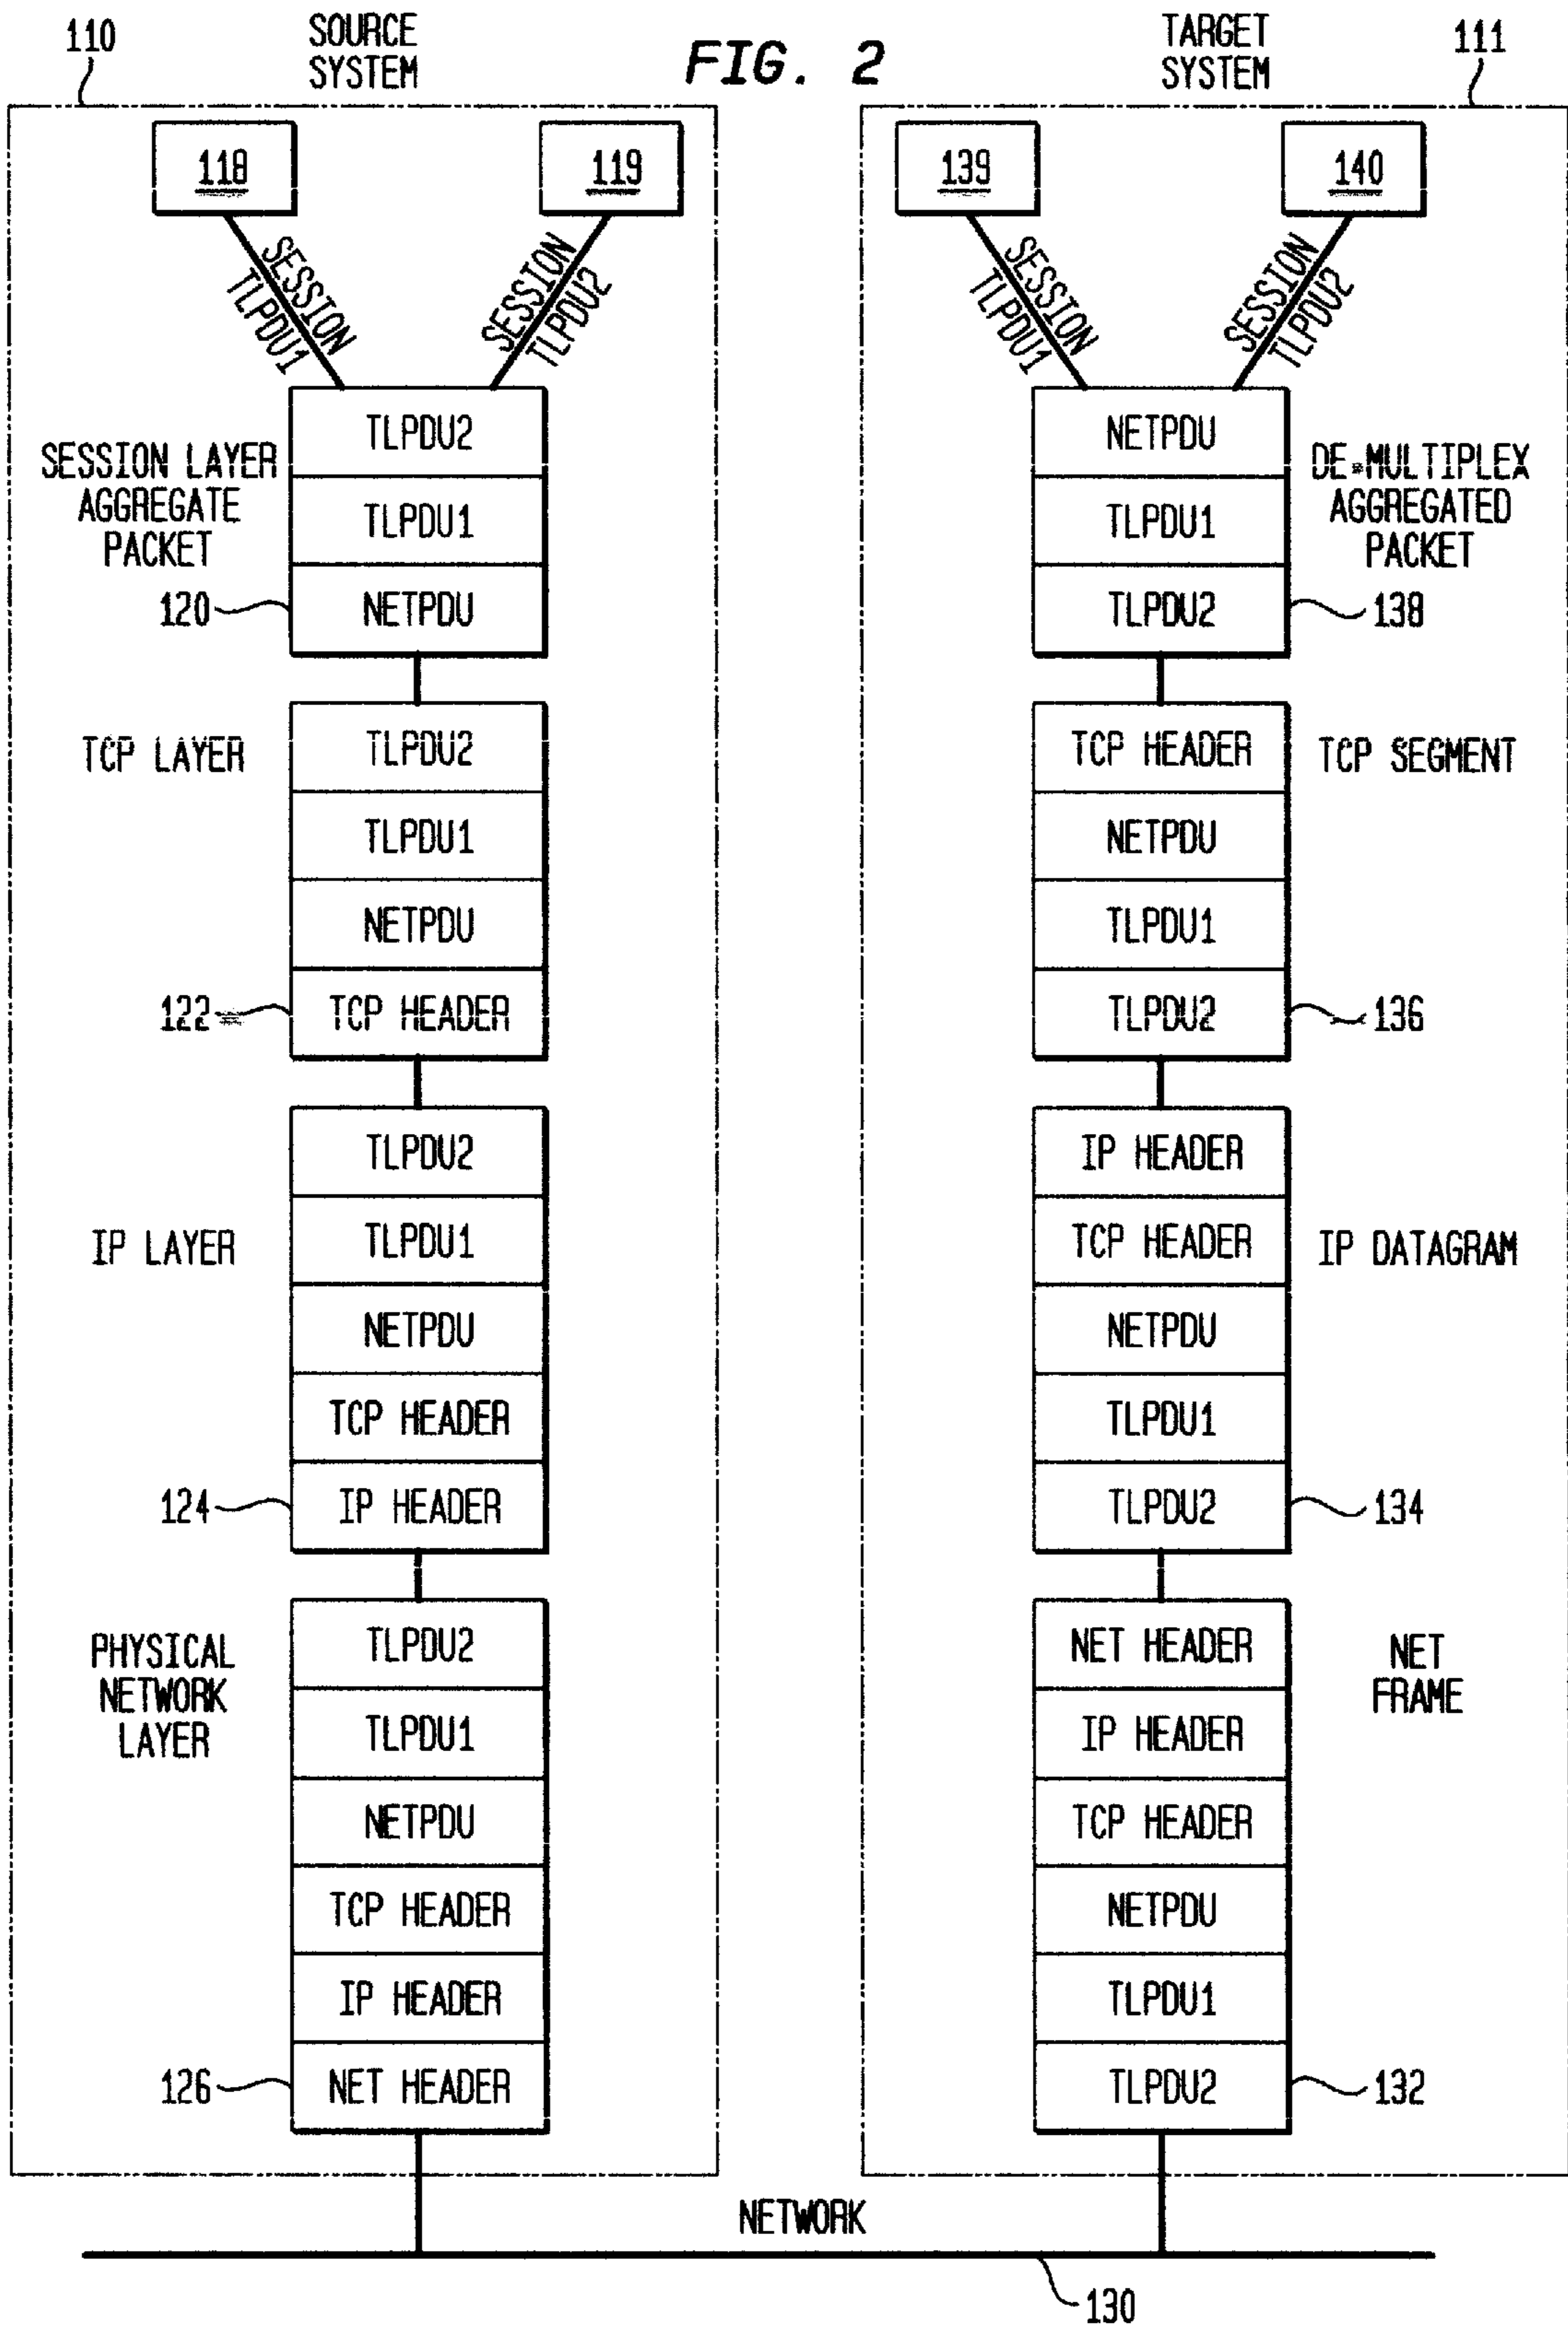 FIG. 2
110
SOURCE
SYSTEM
118
119
SESSION
TLPDU1
SESSION
TLPDU2
SESSION LAYER
AGGREGATE
PACKET
120
TLPDU2
TLPDU1
NETPDU
TCP LAYER
122
TLPDU2
TLPDU1
NETPDU
TCP HEADER
IP LAYER
124
TLPDU2
TLPDU1
NETPDU
TCP HEADER
IP HEADER
PHYSICAL
NETWORK
LAYER
126
TLPDU2
TLPDU1
NETPDU
TCP HEADER
IP HEADER
NET HEADER
TARGET
SYSTEM
111
139
140
SESSION
TLPDU1
SESSION
TLPDU2
NETPDU
TLPDU1
TLPDU2
DE-MULTIPLEX
AGGREGATED
PACKET
138
TCP HEADER
NETPDU
TLPDU1
TLPDU2
TCP SEGMENT
136
IP HEADER
TCP HEADER
NETPDU
TLPDU1
TLPDU2
IP DATAGRAM
134
NET HEADER
IP HEADER
TCP HEADER
NETPDU
TLPDU1
TLPDU2
NET
FRAME
132
NETWORK
130